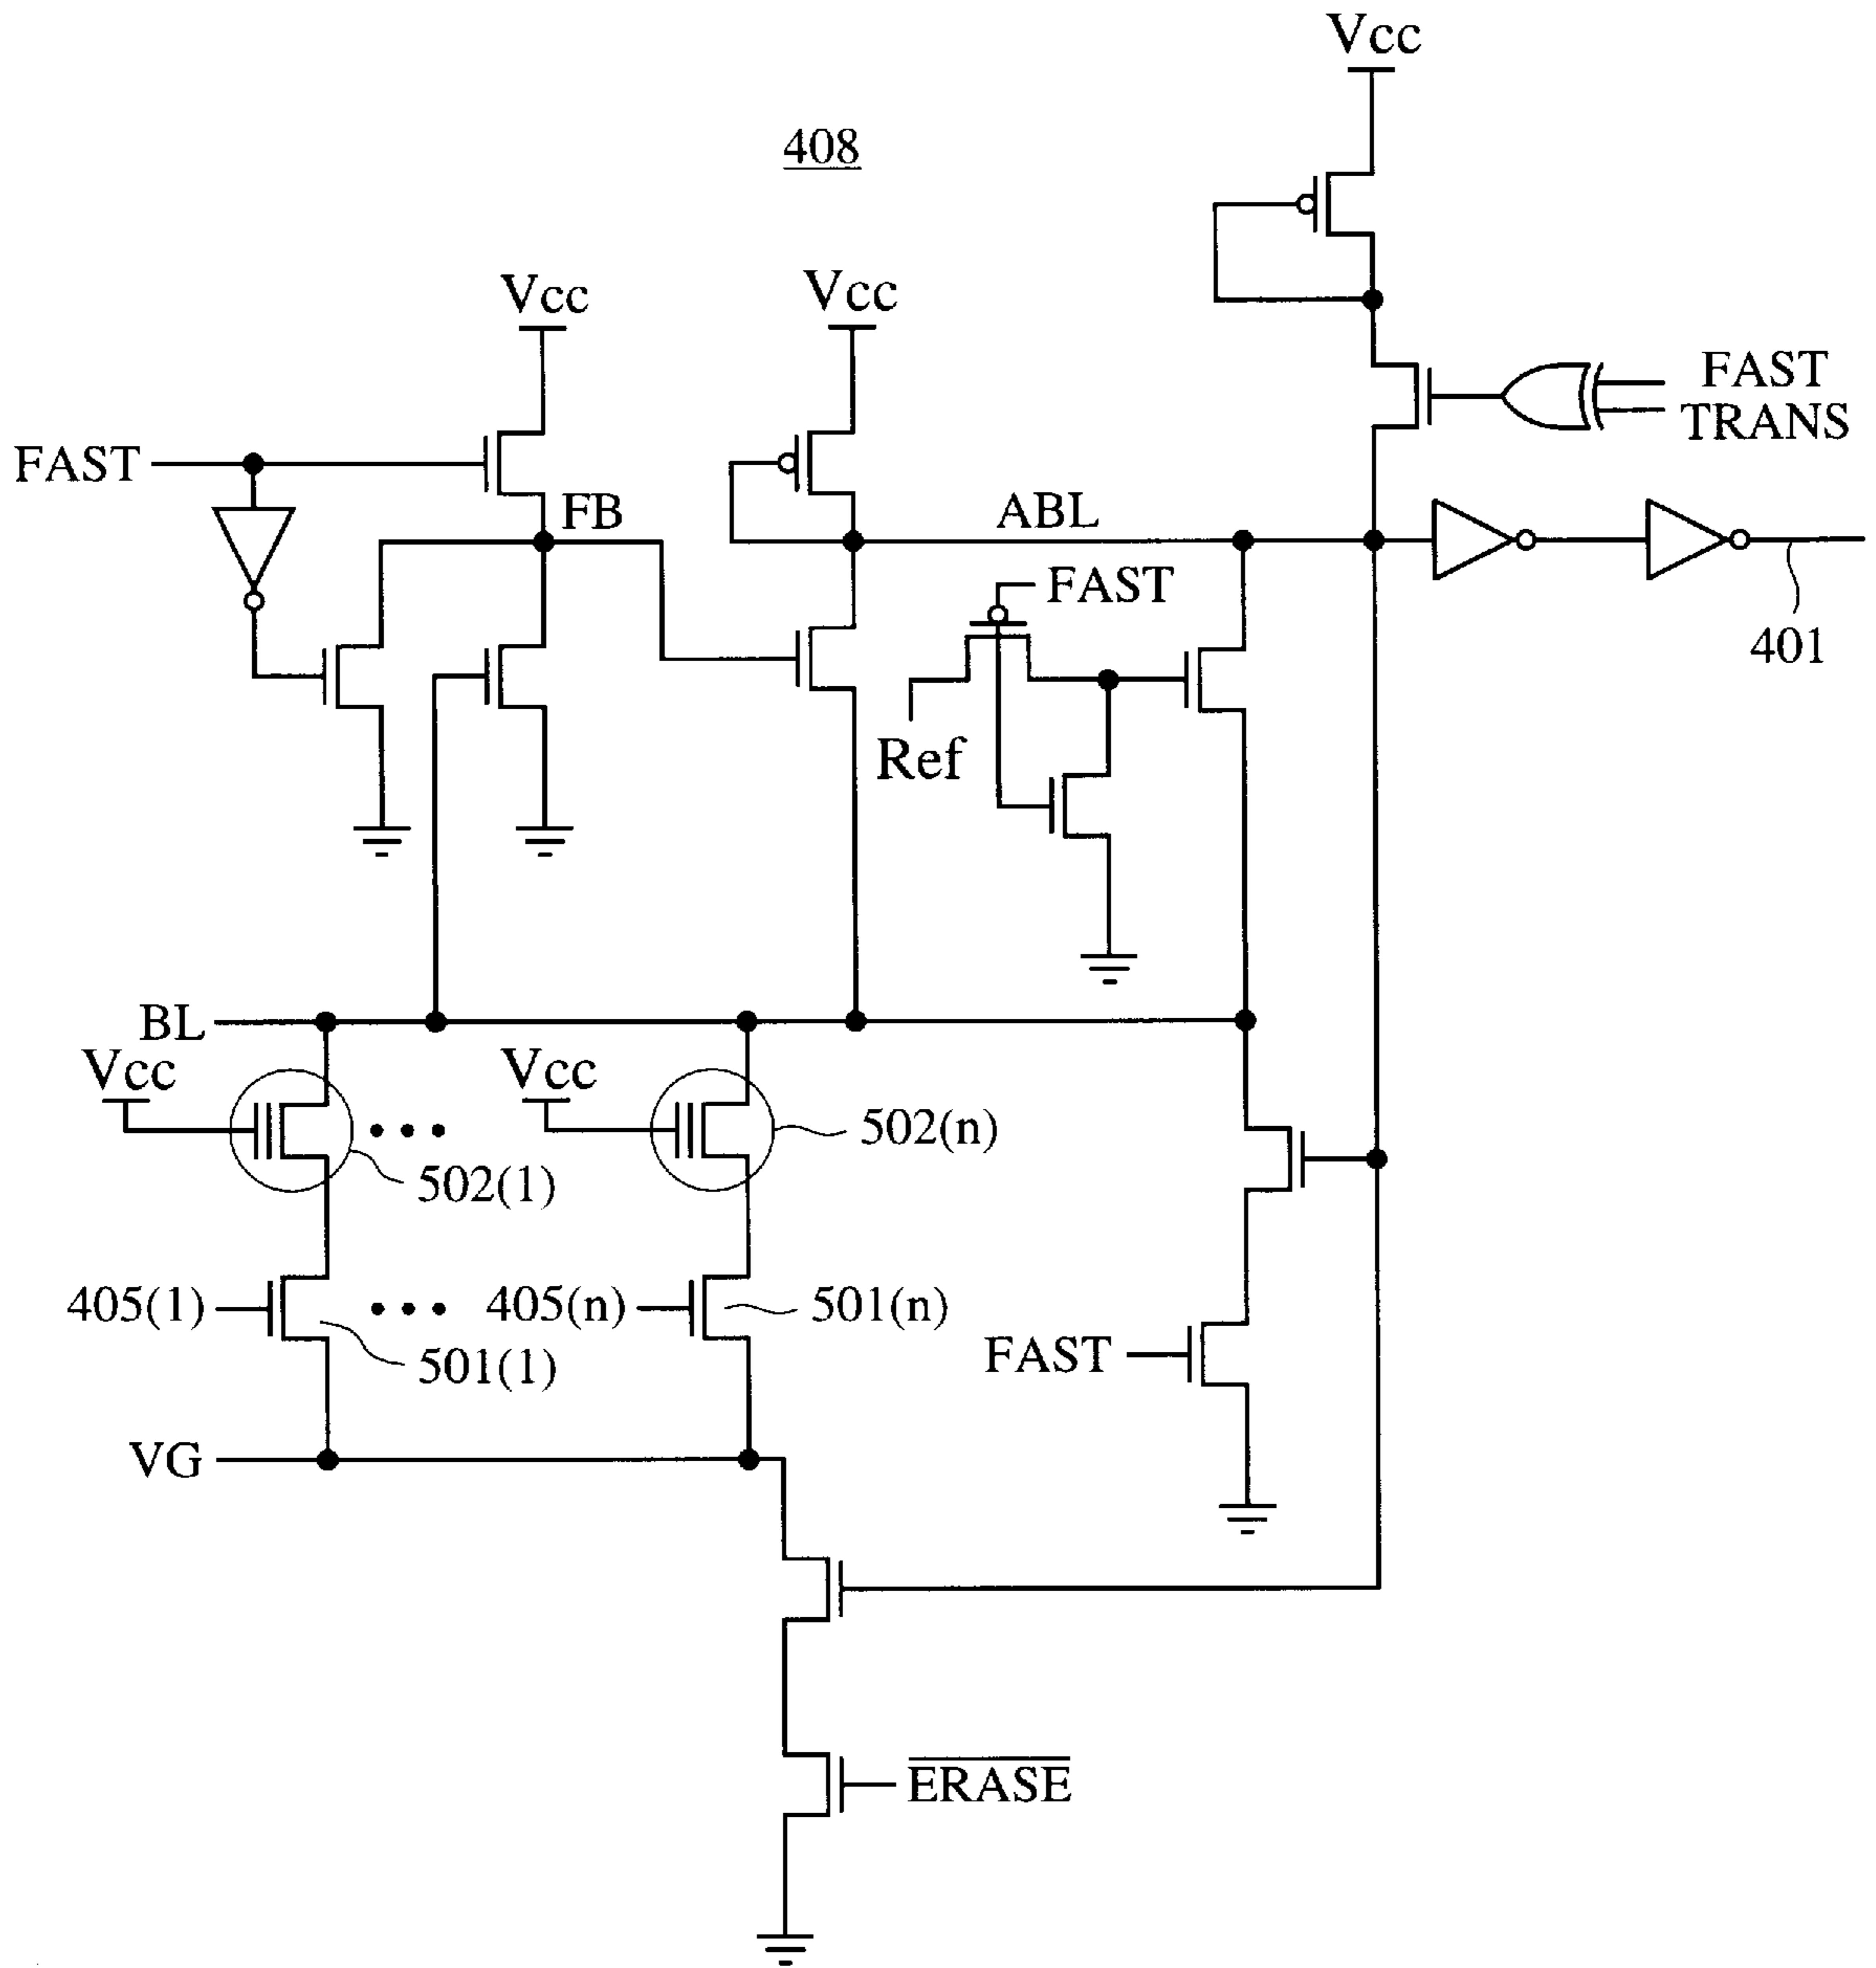 Vcc
408
Vcc
Vcc
FAST
TRANS
FAST
FB
ABL
FAST
401
Ref
BL
Vcc
Vcc
502(n)
502(1)
405(1)
405(n)
501(n)
501(1)
FAST
VG
ERASE